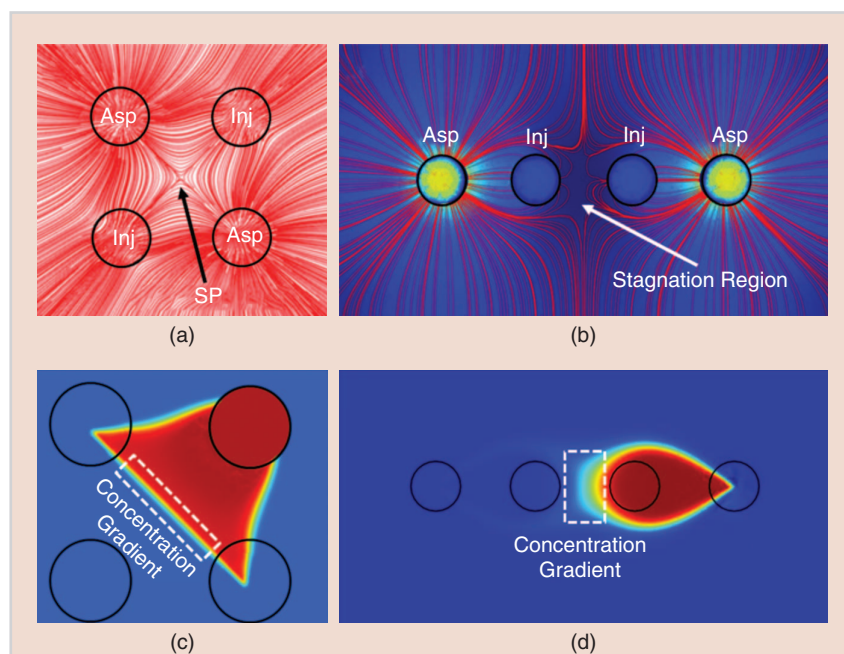 Asp
Inj
Inj
Asp
SP
(a)
Asp
Inj
Inj
Asp
Stagnation Region
(b)
Concentration
Gradient
(c)
Concentration
Gradient
(d)